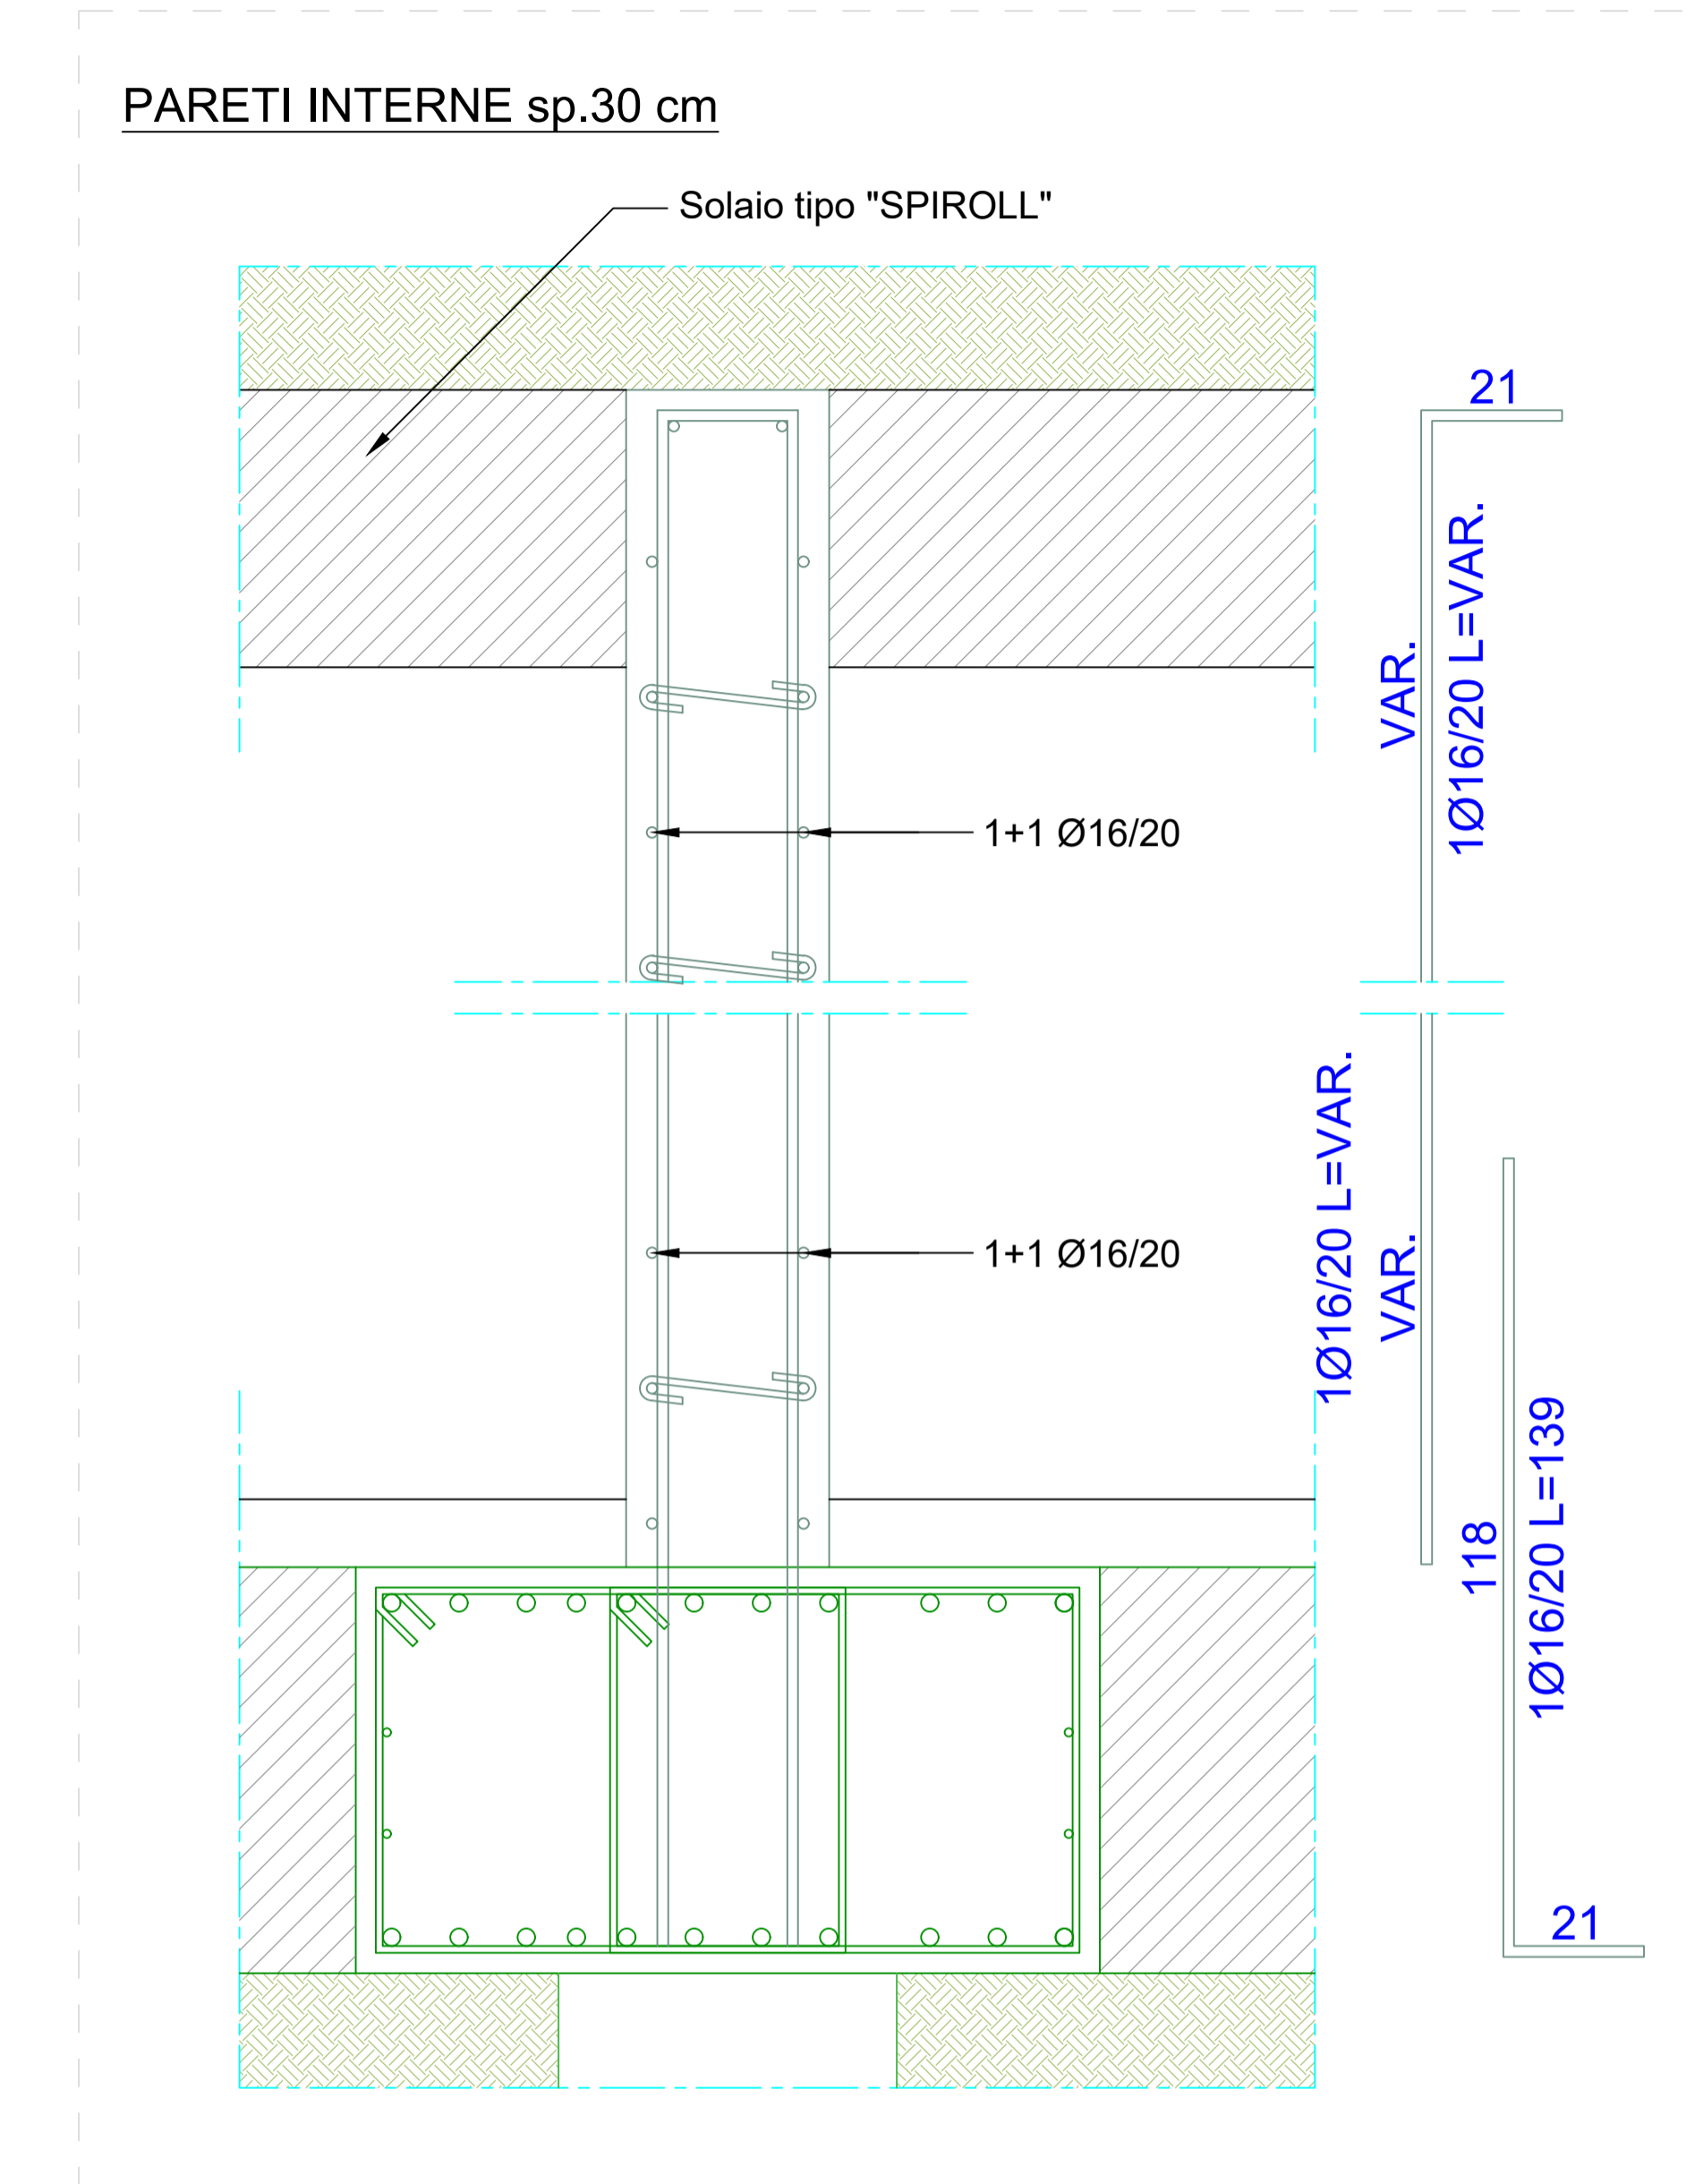 PARETI INTERNE sp.30 cm
Solaio tipo "SPIROLL"
21
VAR.
1Ø16/20 L=VAR.
1+1 Ø16/20
1Ø16/20 L=VAR.
VAR.
1+1 Ø16/20
118
1Ø16/20 L=139
21